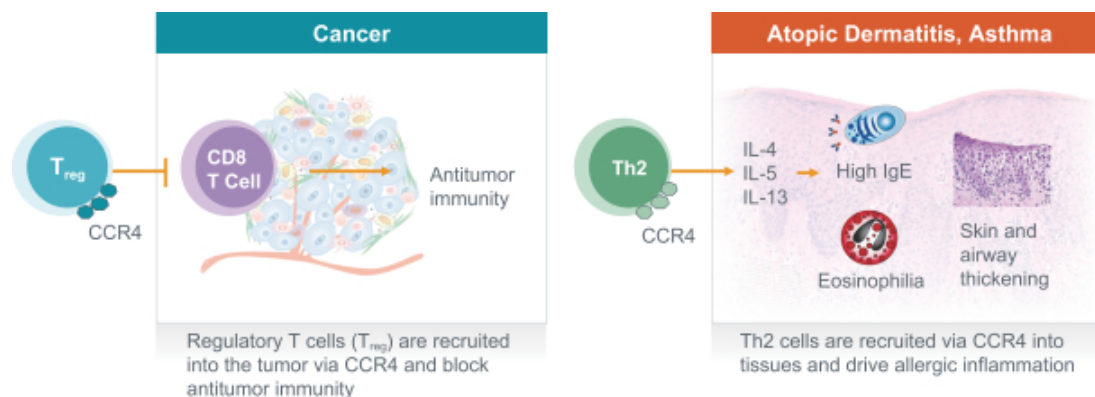 Cancer
T reg
CCR4
CD8
T Cell
Antitumor
immunity
Regulatory T cells (Treg) are recruited
into the tumor via CCR4 and block
antitumor immunity
Atopic Dermatitis, Asthma
Th2
CCR4
IL-4
IL-5
IL-13
High IgE
Eosinophilia
Skin and
airway
thickening
Th2 cells are recruited via CCR4 into
tissues and drive allergic inflammation